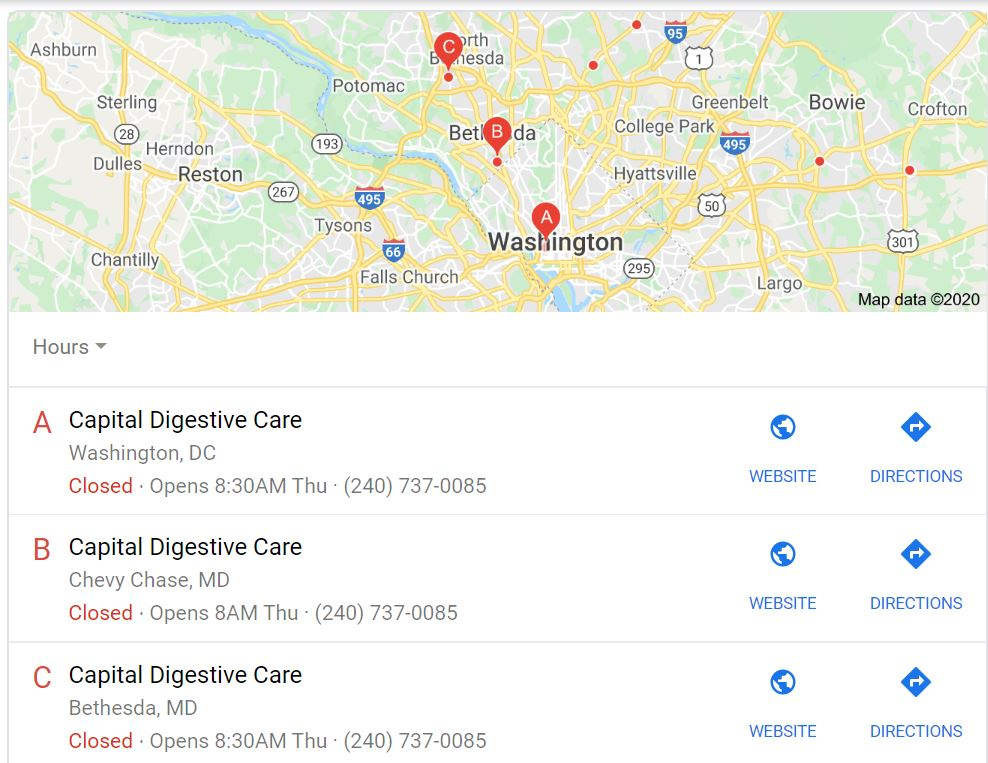 Ashburn
C
North
Bethesda
95
1
Potomac
Sterling
Greenbelt
Bowie
Crofton
28
193
Bethesda
B
College Park
495
Herndon
Dulles
Reston
267
495
Hyattsville
50
Tysons
A
Washington
301
66
Chantilly
Falls Church
295
Largo
Map data ©2020
Hours
A
Capital Digestive Care
Washington, DC
Closed · Opens 8:30AM Thu · (240) 737-0085
WEBSITE
DIRECTIONS
B
Capital Digestive Care
Chevy Chase, MD
Closed · Opens 8AM Thu · (240) 737-0085
WEBSITE
DIRECTIONS
C
Capital Digestive Care
Bethesda, MD
Closed · Opens 8:30AM Thu · (240) 737-0085
WEBSITE
DIRECTIONS